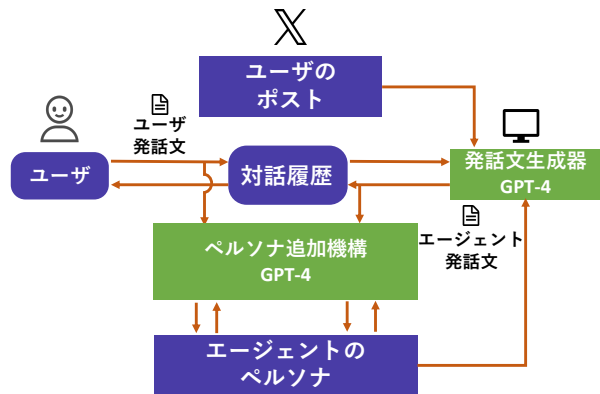 𝕏
ユーザの
ポスト
ユーザ
発話文
ユーザ
対話履歴
発話文生成器
GPT-4
エージェント
発話文
ペルソナ追加機構
GPT-4
エージェントの
ペルソナ